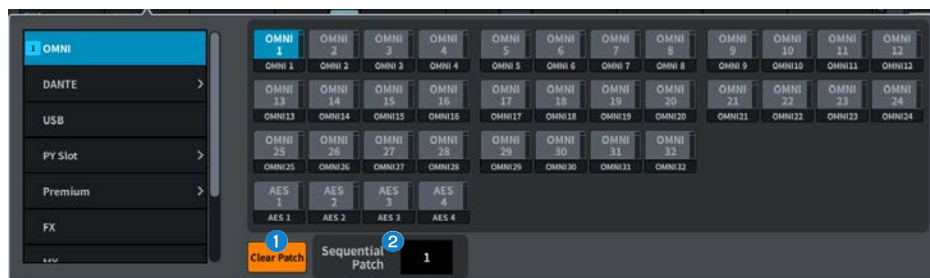 1 OMNI
DANTE >
USB
PY Slot >
Premium >
FX
OMNI OMNI OMNI OMNI OMNI OMNI OMNI OMNI OMNI OMNI OMNI OMNI
1 2 3 4 5 6 7 8 9 10 11 12
OMNI 1 OMNI 2 OMNI 3 OMNI 4 OMNI 5 OMNI 6 OMNI 7 OMNI 8 OMNI 9 OMNI10 OMNI11 OMNI12
OMNI OMNI OMNI OMNI OMNI OMNI OMNI OMNI OMNI OMNI OMNI OMNI
13 14 15 16 17 18 19 20 21 22 23 24
OMNI13 OMNI14 OMNI15 OMNI16 OMNI17 OMNI18 OMNI19 OMNI20 OMNI21 OMNI22 OMNI23 OMNI24
OMNI OMNI OMNI OMNI OMNI OMNI OMNI OMNI
25 26 27 28 29 30 31 32
OMNI25 OMNI26 OMNI27 OMNI28 OMNI29 OMNI30 OMNI31 OMNI32
AES AES AES AES
1 2 3 4
AES 1 AES 2 AES 3 AES 4
1 2
Clear Patch
Sequential
Patch
1